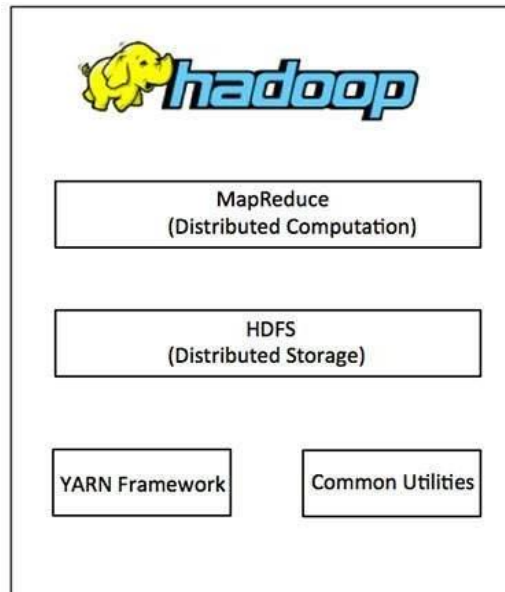 hadoop
MapReduce
(Distributed Computation)
HDFS
(Distributed Storage)
YARN Framework
Common Utilities